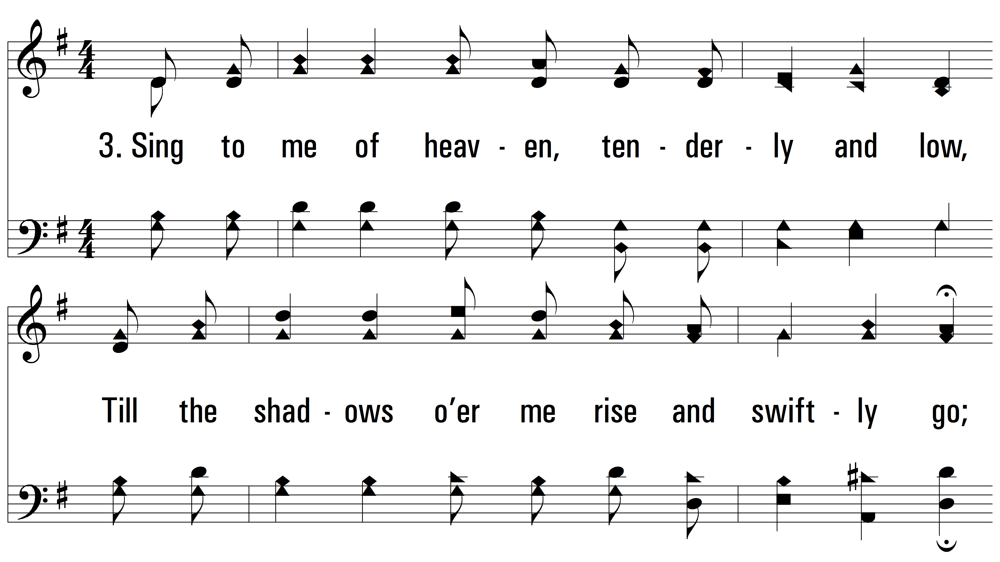 3. Sing to me of heav - en, ten - der - ly and low,
Till the shad - ows o’er me rise and swift - ly go;